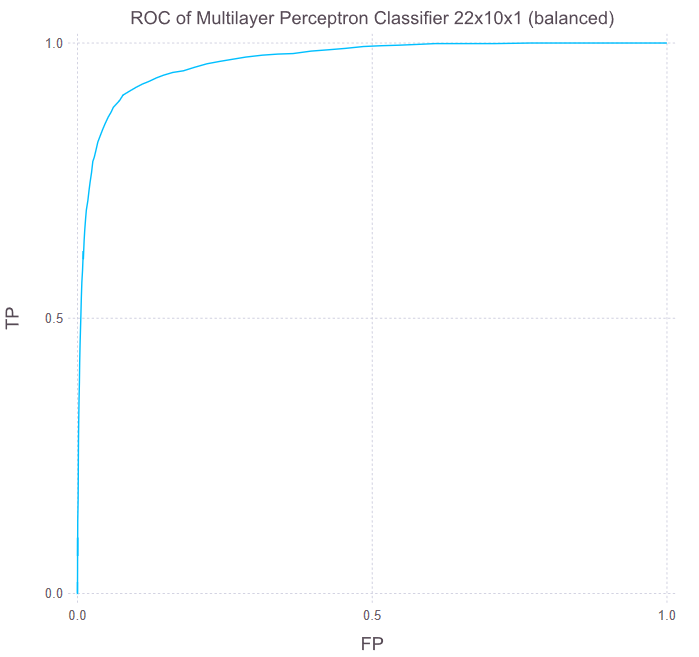 ROC of Multilayer Perceptron Classifier 22x10x1 (balanced)
1.0
TP
0.5
0.0
0.0 0.5 1.0
FP